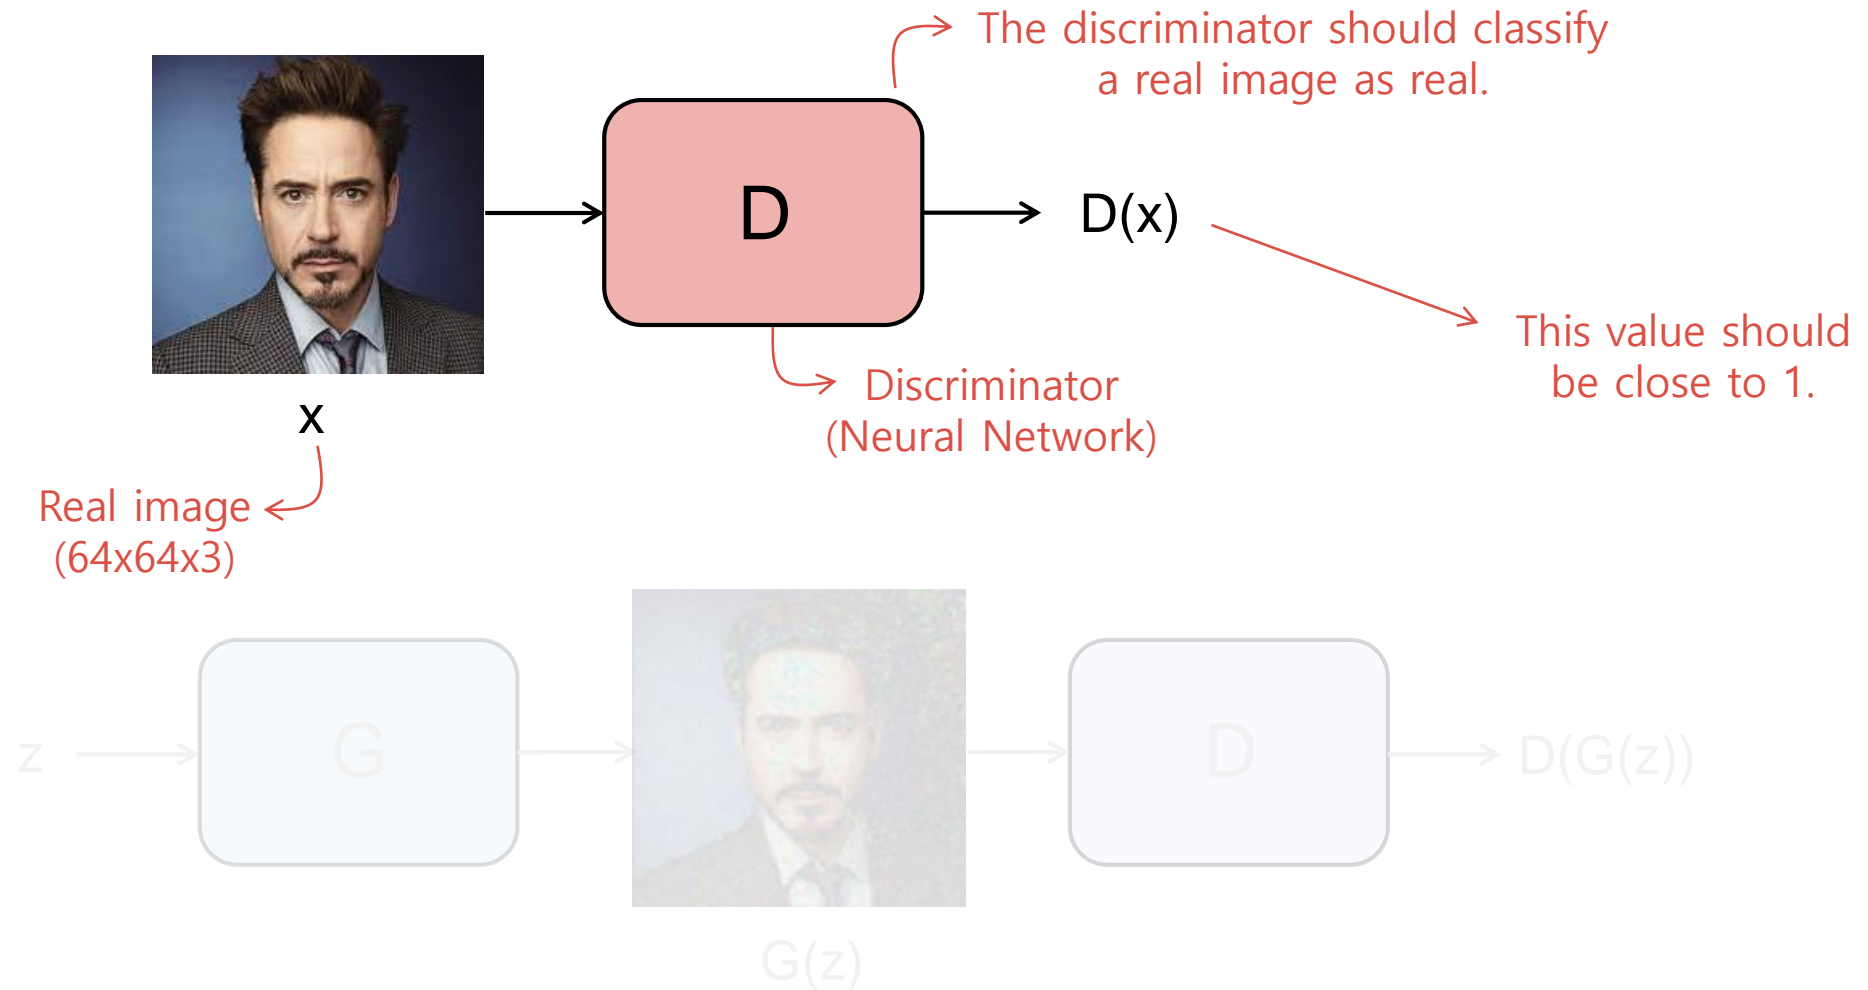 The discriminator should classify
a real image as real.
D
D(x)
This value should
be close to 1.
Discriminator
(Neural Network)
x
Real image
(64x64x3)
z
G
D
D(G(z))
G(z)